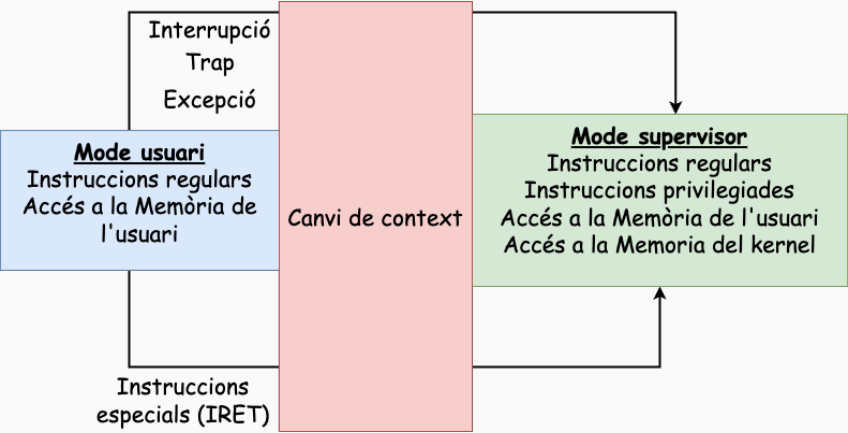 Interrupció
Trap
Excepció
Mode usuari
Instruccions regulars
Accés a la Memòria de
l'usuari
Canvi de context
Mode supervisor
Instruccions regulars
Instruccions privilegiades
Accés a la Memòria de l'usuari
Accés a la Memoria del kernel
Instruccions
especials (IRET)